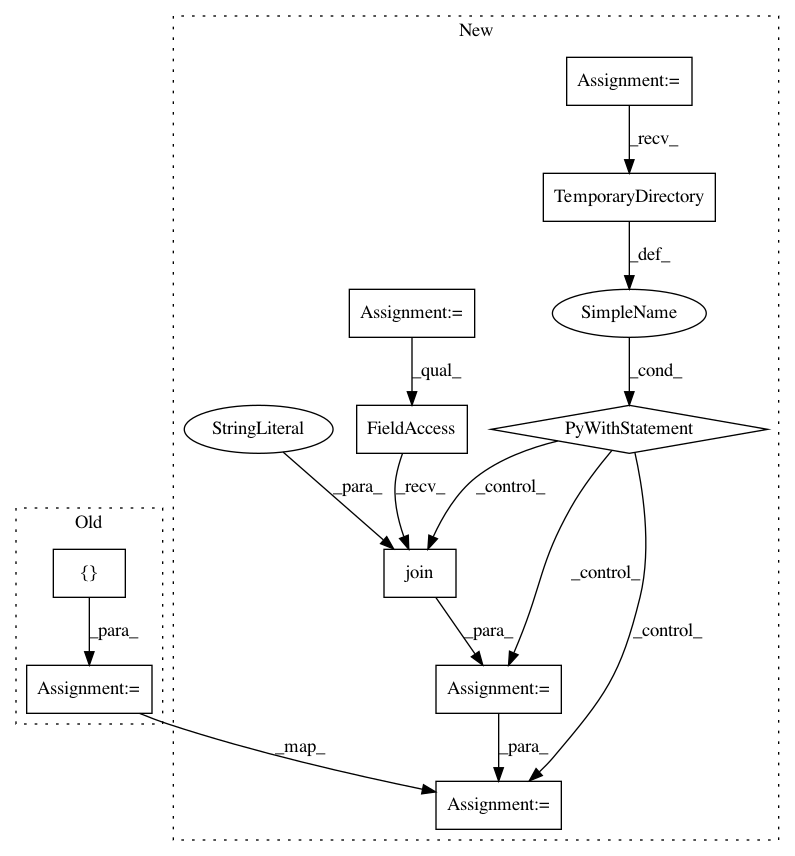 New
Assignment:=
_recv_
TemporaryDirectory
_def_
Assignment:=
SimpleName
_qual_
_cond_
StringLiteral
FieldAccess
PyWithStatement
_para_
_recv_
_control_
Old
{}
join
_control_
_para_
_para_
_control_
Assignment:=
Assignment:=
_map_
_para_
Assignment:=